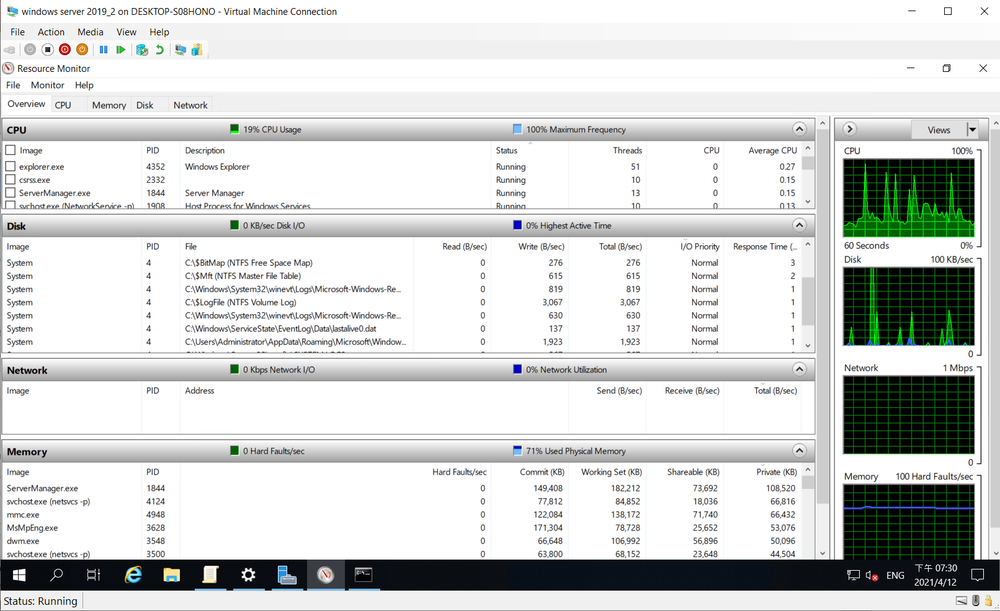 windows server 2019_2 on DESKTOP-S08HONO - Virtual Machine Connection
File Action Media View Help
Resource Monitor
File Monitor Help
Overview CPU Memory Disk Network
CPU 19% CPU Usage 100% Maximum Frequency
Image PID Description Status Threads CPU Average CPU
explorer.exe 4352 Windows Explorer Running 51 0 0.27
csrss.exe 2332 Running 10 0 0.15
ServerManager.exe 1844 Server Manager Running 13 0 0.15
svchost.exe (NetworkService -p) 1908 Host Process for Windows Services Running 10 0 0.13
Disk 0 KB/sec Disk I/O 0% Highest Active Time
Image PID File Read (B/sec) Write (B/sec) Total (B/sec) I/O Priority Response Time (...
System 4 C:\$BitMap (NTFS Free Space Map) 0 276 276 Normal 3
System 4 C:\$Mft (NTFS Master File Table) 0 615 615 Normal 2
System 4 C:\Windows\System32\winevt\Logs\Microsoft-Windows-Re... 0 819 819 Normal 1
System 4 C:\$LogFile (NTFS Volume Log) 0 3,067 3,067 Normal 1
System 4 C:\Windows\System32\winevt\Logs\Microsoft-Windows-Re... 0 630 630 Normal 1
System 4 C:\Windows\ServiceState\EventLog\Data\lastalive0.dat 0 137 137 Normal 1
System 4 C:\Users\Administrator\AppData\Roaming\Microsoft\Window... 0 1,923 1,923 Normal 1
Network 0 Kbps Network I/O 0% Network Utilization
Image PID Address Send (B/sec) Receive (B/sec) Total (B/sec)
Memory 0 Hard Faults/sec 71% Used Physical Memory
Image PID Hard Faults/sec Commit (KB) Working Set (KB) Shareable (KB) Private (KB)
ServerManager.exe 1844 0 149,408 182,212 73,692 108,520
svchost.exe (netsvcs -p) 4124 0 77,812 84,852 18,036 66,816
mmc.exe 4948 0 122,084 138,172 71,740 66,432
MsMpEng.exe 3628 0 171,304 78,728 25,652 53,076
dwm.exe 3548 0 66,648 106,992 56,896 50,096
svchost.exe (netsvcs -p) 3500 0 63,800 68,152 23,648 44,504
Views
CPU 100%
60 Seconds 0%
Disk 100 KB/sec
0
Network 1 Mbps
0
Memory 100 Hard Faults/sec
ENG
下午 07:30
2021/4/12
Status: Running